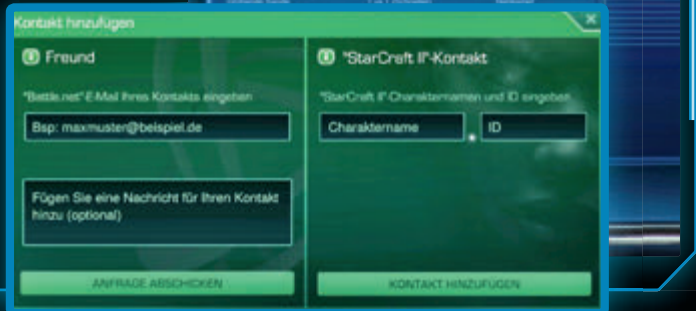 Kontakt hinzufügen
Freund
"Battle.net"-E-Mail Ihres Kontakts eingeben
Bsp: maxmuster@beispiel.de
Fügen Sie eine Nachricht für Ihren Kontakt
hinzu (optional)
ANFRAGE ABSCHICKEN
"StarCraft II"-Kontakt
"StarCraft II"-Charakternamen und ID eingeben
Charaktername
ID
KONTAKT HINZUFÜGEN